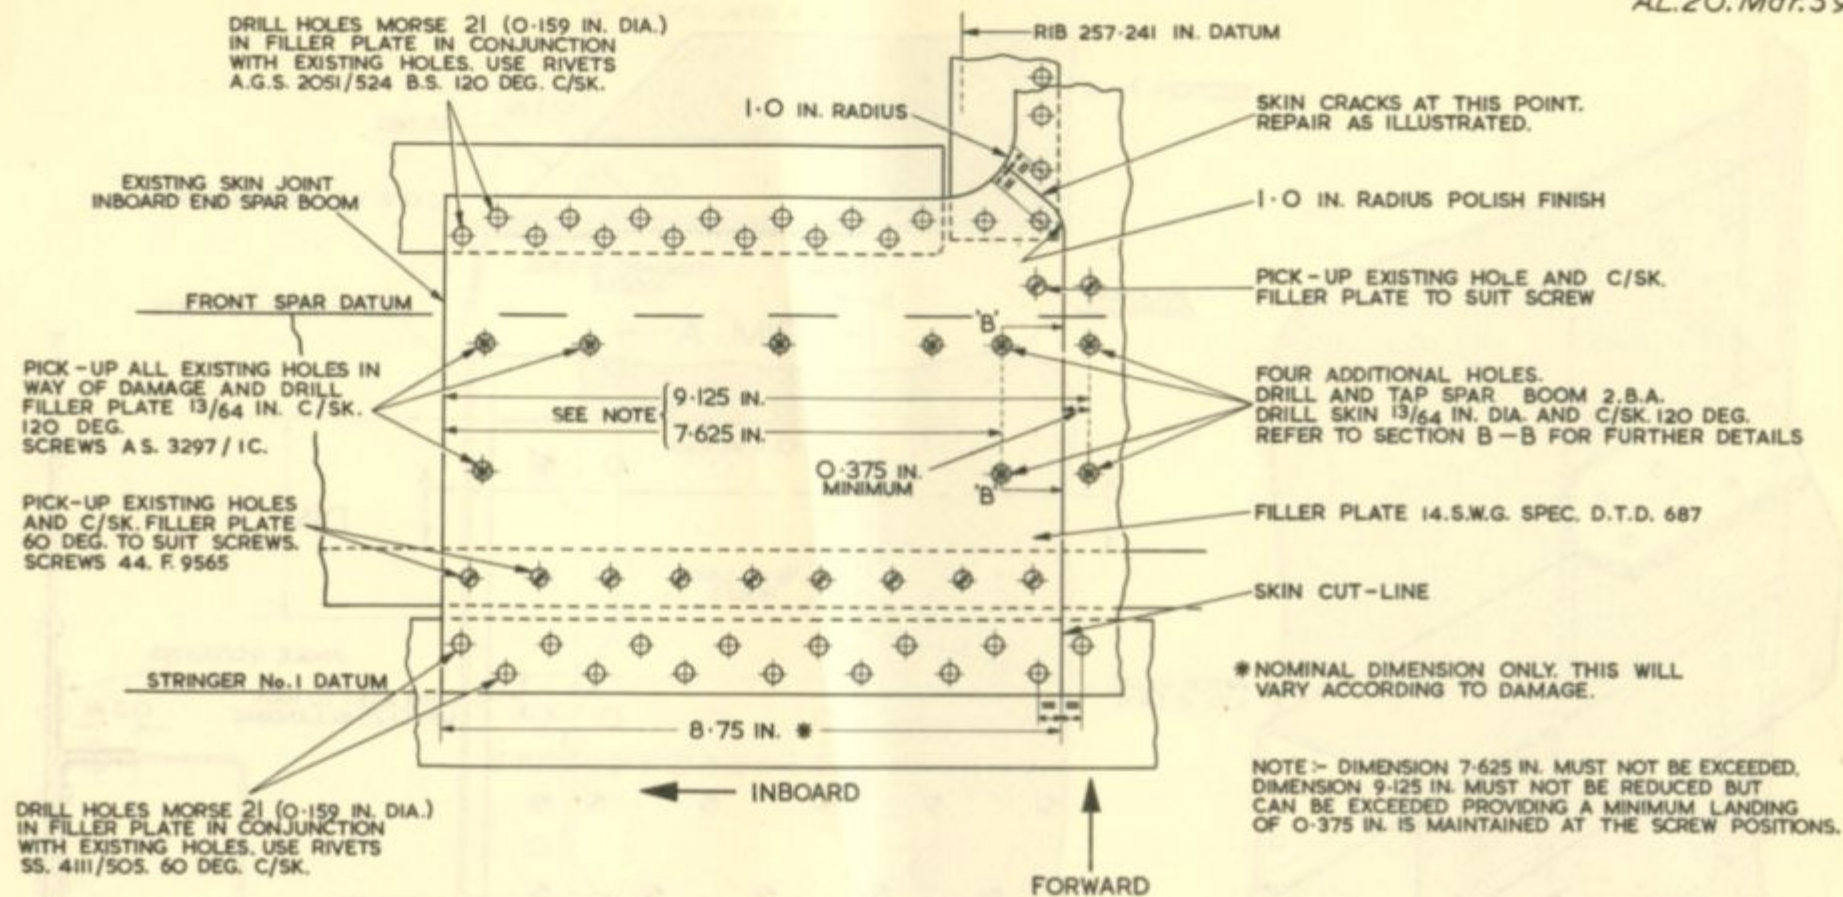 AL.20. Mar.59
DRILL HOLES MORSE 21 (0·159 IN. DIA.)
IN FILLER PLATE IN CONJUNCTION
WITH EXISTING HOLES. USE RIVETS
A.G.S. 2051/524 B.S. 120 DEG. C/SK.
RIB 257·241 IN. DATUM
1·0 IN. RADIUS
SKIN CRACKS AT THIS POINT.
REPAIR AS ILLUSTRATED.
EXISTING SKIN JOINT
INBOARD END SPAR BOOM
1·0 IN. RADIUS POLISH FINISH
PICK-UP EXISTING HOLE AND C/SK.
FILLER PLATE TO SUIT SCREW
FRONT SPAR DATUM
'B'
PICK-UP ALL EXISTING HOLES IN
WAY OF DAMAGE AND DRILL
FILLER PLATE 13/64 IN. C/SK.
120 DEG.
SCREWS A.S. 3297/1C.
FOUR ADDITIONAL HOLES.
DRILL AND TAP SPAR BOOM 2.B.A.
DRILL SKIN 13/64 IN. DIA. AND C/SK. 120 DEG.
REFER TO SECTION B-B FOR FURTHER DETAILS
9·125 IN.
SEE NOTE
7·625 IN.
0·375 IN.
MINIMUM
'B'
PICK-UP EXISTING HOLES
AND C/SK. FILLER PLATE
60 DEG. TO SUIT SCREWS.
SCREWS 44. F. 9565
FILLER PLATE 14.S.W.G. SPEC. D.T.D. 687
SKIN CUT-LINE
STRINGER No.1 DATUM
* NOMINAL DIMENSION ONLY. THIS WILL
VARY ACCORDING TO DAMAGE.
= =
8·75 IN. *
INBOARD
NOTE:- DIMENSION 7·625 IN. MUST NOT BE EXCEEDED.
DIMENSION 9·125 IN. MUST NOT BE REDUCED BUT
CAN BE EXCEEDED PROVIDING A MINIMUM LANDING
OF 0·375 IN. IS MAINTAINED AT THE SCREW POSITIONS.
DRILL HOLES MORSE 21 (0·159 IN. DIA.)
IN FILLER PLATE IN CONJUNCTION
WITH EXISTING HOLES. USE RIVETS
SS. 4111/505. 60 DEG. C/SK.
FORWARD